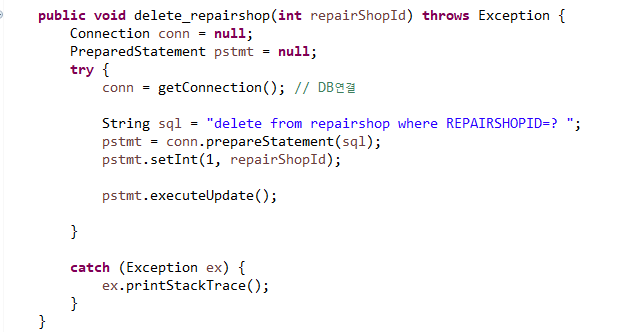 public void delete_repairshop(int repairShopId) throws Exception {
Connection conn = null;
PreparedStatement pstmt = null;
try {
conn = getConnection(); // DB연결
String sql = "delete from repairshop where REPAIRSHOPID=? ";
pstmt = conn.prepareStatement(sql);
pstmt.setInt(1, repairShopId);
pstmt.executeUpdate();
}
catch (Exception ex) {
ex.printStackTrace();
}
}